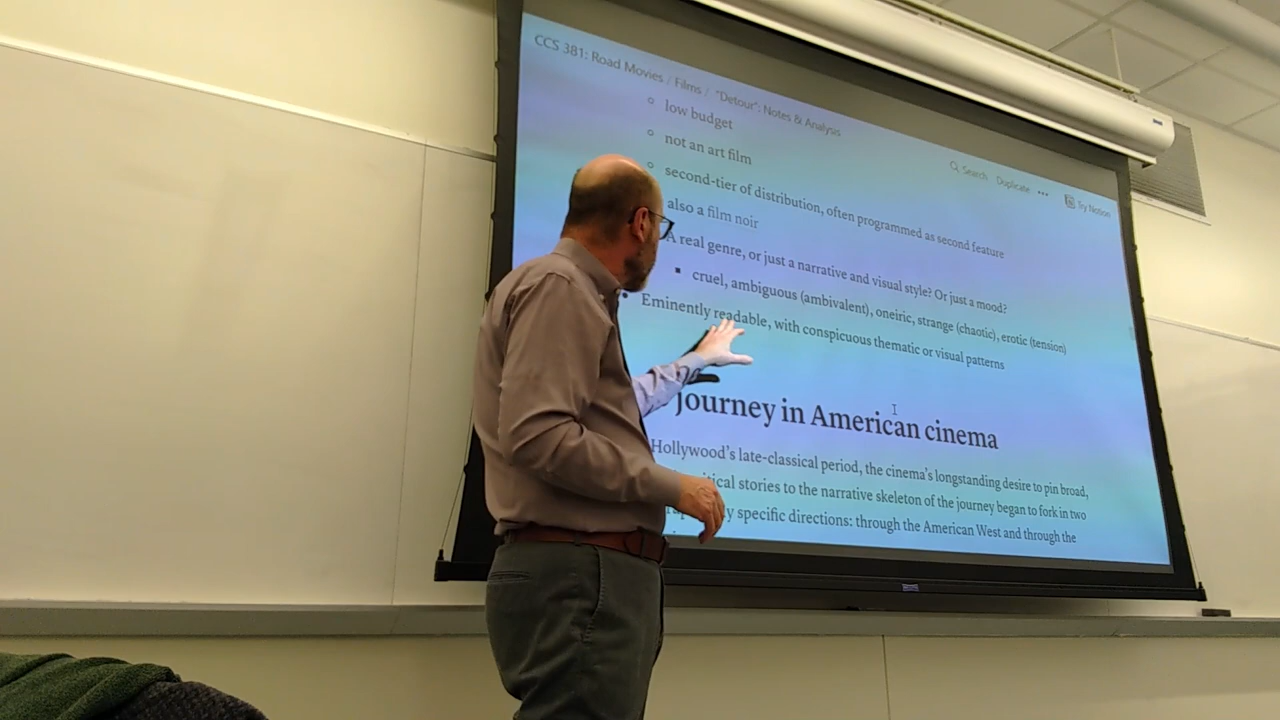 CCS 381: Road Movies / Films / "Detour": Notes & Analysis
Search Duplicate ••• Try Notion
low budget
not an art film
second-tier of distribution, often programmed as second feature
also a film noir
A real genre, or just a narrative and visual style? Or just a mood?
cruel, ambiguous (ambivalent), oneiric, strange (chaotic), erotic (tension)
Eminently readable, with conspicuous thematic or visual patterns
journey in American cinema
Hollywood's late-classical period, the cinema's longstanding desire to pin broad,
stories to the narrative skeleton of the journey began to fork in two
specific directions: through the American West and through the